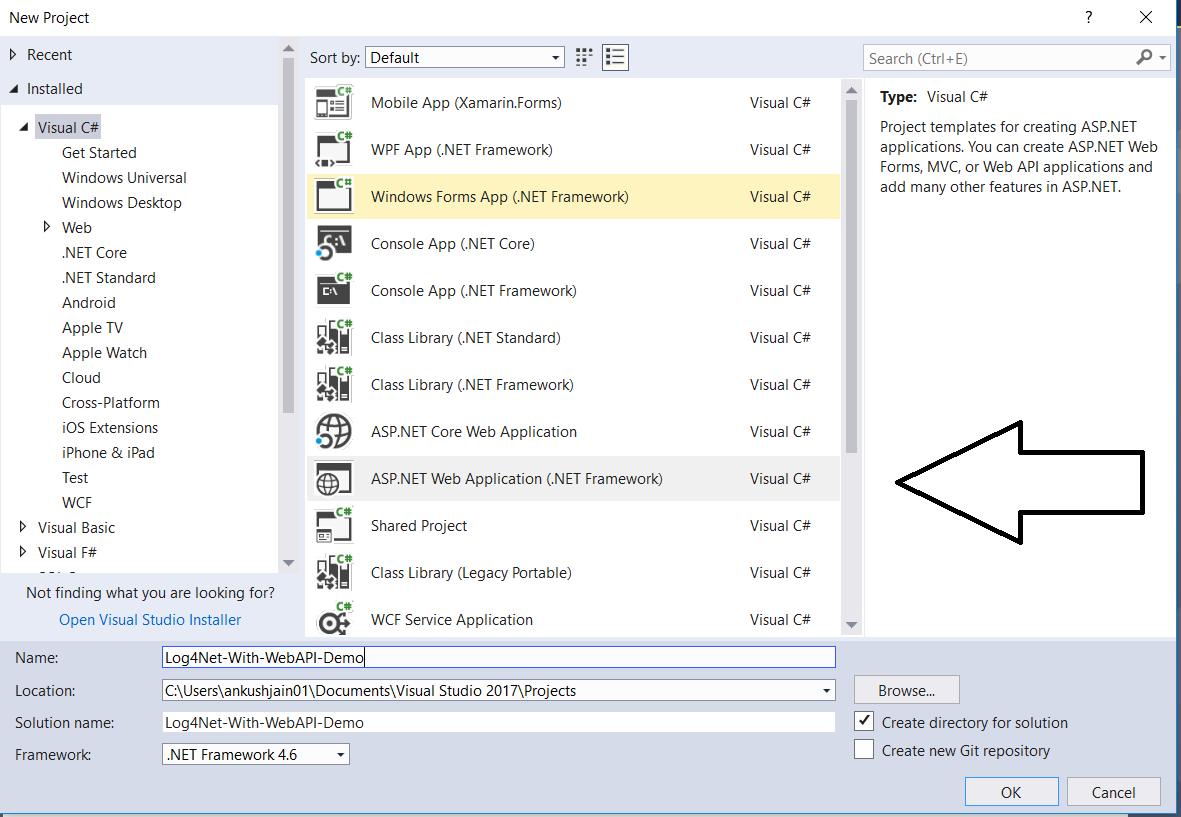 New Project
?
Recent
Installed
Visual C#
Get Started
Windows Universal
Windows Desktop
Web
.NET Core
.NET Standard
Android
Apple TV
Apple Watch
Cloud
Cross-Platform
iOS Extensions
iPhone & iPad
Test
WCF
Visual Basic
Visual F#
Not finding what you are looking for?
Open Visual Studio Installer
Sort by: Default
Mobile App (Xamarin.Forms) Visual C#
WPF App (.NET Framework) Visual C#
Windows Forms App (.NET Framework) Visual C#
Console App (.NET Core) Visual C#
Console App (.NET Framework) Visual C#
Class Library (.NET Standard) Visual C#
Class Library (.NET Framework) Visual C#
ASP.NET Core Web Application Visual C#
ASP.NET Web Application (.NET Framework) Visual C#
Shared Project Visual C#
Class Library (Legacy Portable) Visual C#
WCF Service Application Visual C#
Search (Ctrl+E)
Type: Visual C#
Project templates for creating ASP.NET
applications. You can create ASP.NET Web
Forms, MVC, or Web API applications and
add many other features in ASP.NET.
Name: Log4Net-With-WebAPI-Demo
Location: C:\Users\ankushjain01\Documents\Visual Studio 2017\Projects
Browse...
Solution name: Log4Net-With-WebAPI-Demo
Create directory for solution
Framework: .NET Framework 4.6
Create new Git repository
OK
Cancel